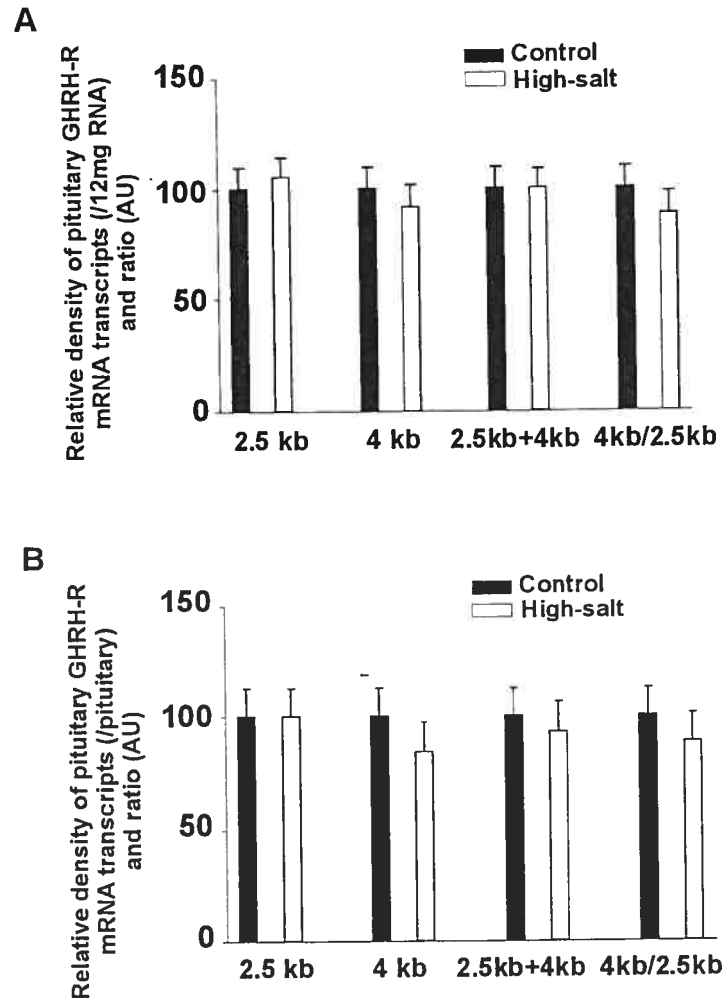 A
Relative density of pituitary GHRH-R
mRNA transcripts (/12mg RNA)
and ratio (AU)
Control
High-salt
150
100
50
0
2.5 kb
4 kb
2.5kb+4kb
4kb/2.5kb
B
Relative density of pituitary GHRH-R
mRNA transcripts (/pituitary)
and ratio (AU)
Control
High-salt
150
100
50
0
2.5 kb
4 kb
2.5kb+4kb
4kb/2.5kb